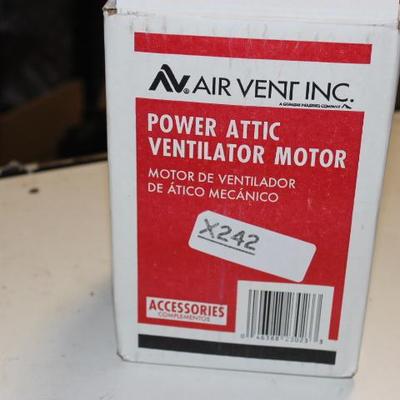 AIR VENT INC.
A GIBRALTAR INDUSTRIES COMPANY
POWER ATTIC
VENTILATOR MOTOR
MOTOR DE VENTILADOR
DE ÁTICO MECÁNICO
X242
ACCESSORIES
COMPLEMENTOS